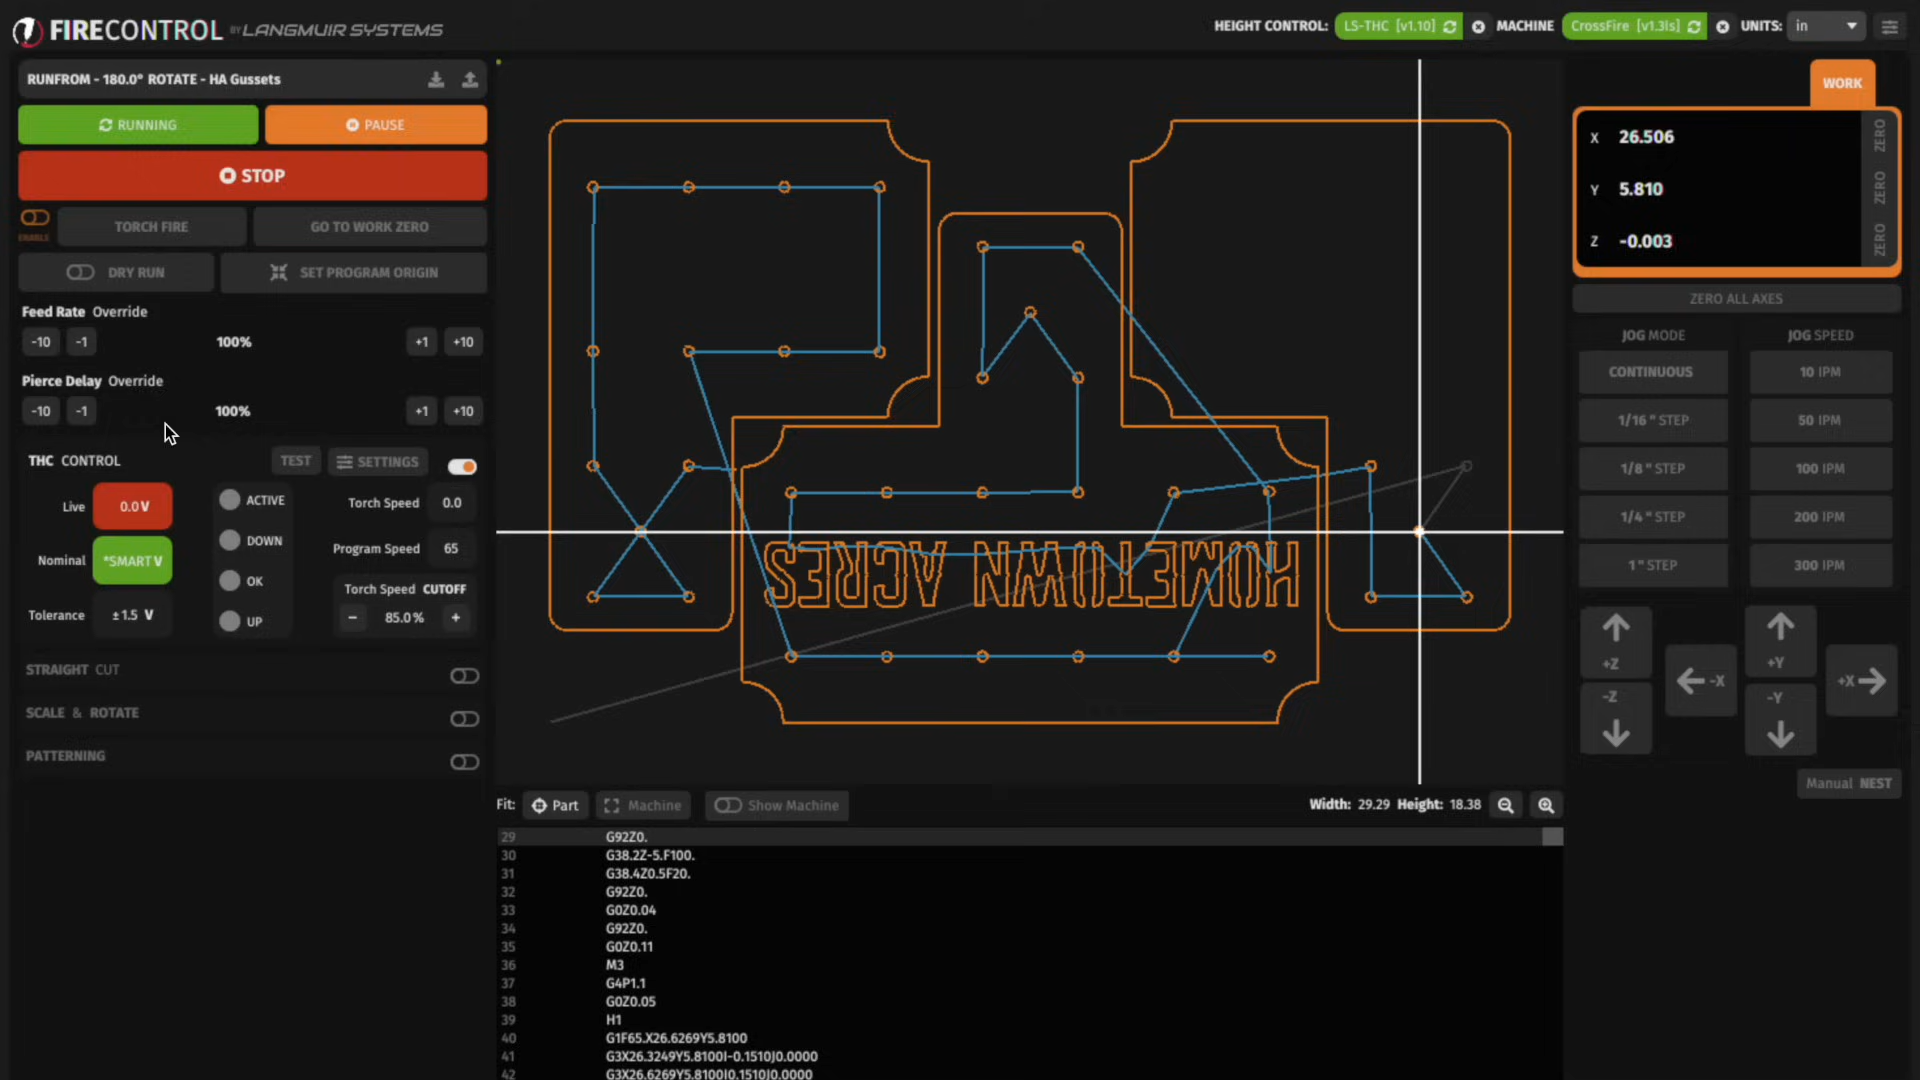 FIRECONTROL BY LANGMUIR SYSTEMS
HEIGHT CONTROL: LS-THC [v1.10] MACHINE CrossFire [v1.3ls] UNITS: in
RUNFROM - 180.0° ROTATE - HA Gussets
RUNNING PAUSE
STOP
ENABLE TORCH FIRE GO TO WORK ZERO
DRY RUN SET PROGRAM ORIGIN
Feed Rate Override
-10 -1 100% +1 +10
Pierce Delay Override
-10 -1 100% +1 +10
THC CONTROL TEST SETTINGS
Live 0.0 V
Nominal *SMART V
Tolerance ±1.5 V
ACTIVE
DOWN
OK
UP
Torch Speed 0.0
Program Speed 65
Torch Speed CUTOFF
− 85.0 % +
STRAIGHT CUT
SCALE & ROTATE
PATTERNING
HOMETOWN ACRES
Fit: Part Machine Show Machine Width: 29.29 Height: 18.38
29 G92Z0.
30 G38.2Z-5.F100.
31 G38.4Z0.5F20.
32 G92Z0.
33 G0Z0.04
34 G92Z0.
35 G0Z0.11
36 M3
37 G4P1.1
38 G0Z0.05
39 H1
40 G1F65.X26.6269Y5.8100
41 G3X26.3249Y5.8100I-0.1510J0.0000
42 G3X26.6269Y5.8100I0.1510J0.0000
WORK
X 26.506 ZERO
Y 5.810 ZERO
Z -0.003 ZERO
ZERO ALL AXES
JOG MODE JOG SPEED
CONTINUOUS 10 IPM
1/16 " STEP 50 IPM
1/8 " STEP 100 IPM
1/4 " STEP 200 IPM
1 " STEP 300 IPM
+Z +Y
-X +X
-Z -Y
Manual NEST